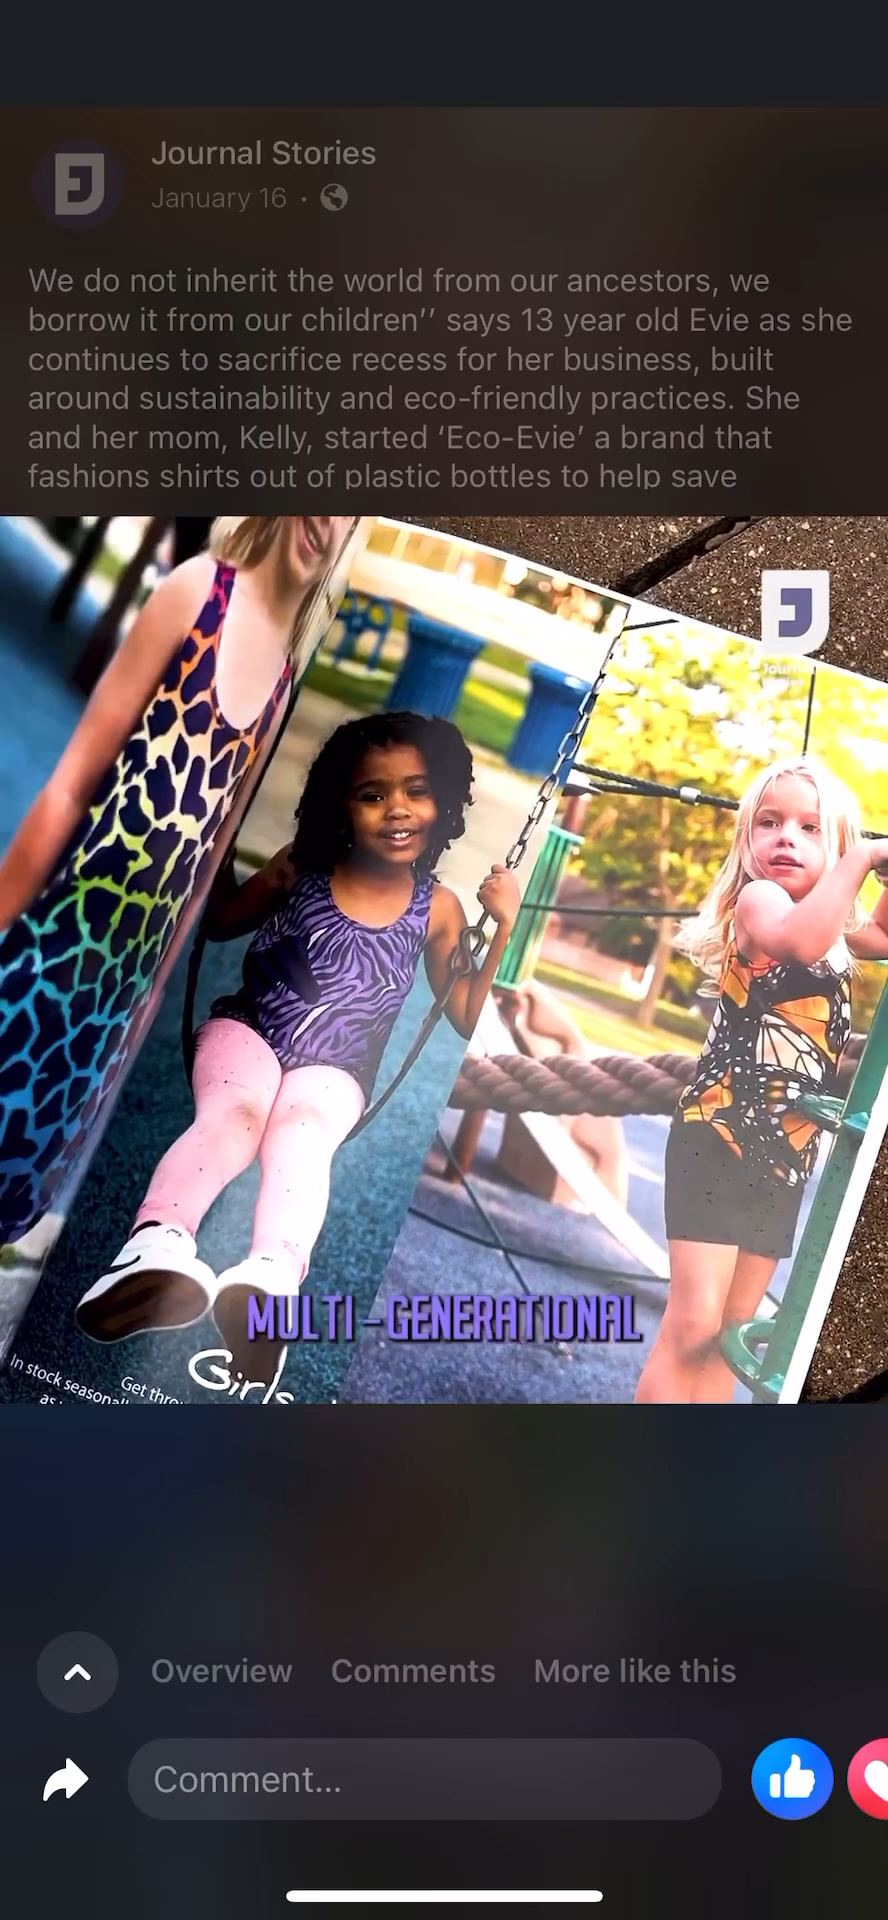 Journal Stories
January 16 •
We do not inherit the world from our ancestors, we
borrow it from our children’’ says 13 year old Evie as she
continues to sacrifice recess for her business, built
around sustainability and eco-friendly practices. She
and her mom, Kelly, started ‘Eco-Evie’ a brand that
fashions shirts out of plastic bottles to help save
J
MULTI-GENERATIONAL
Girls
In stock
Get
as
Overview
Comments
More like this
Comment...